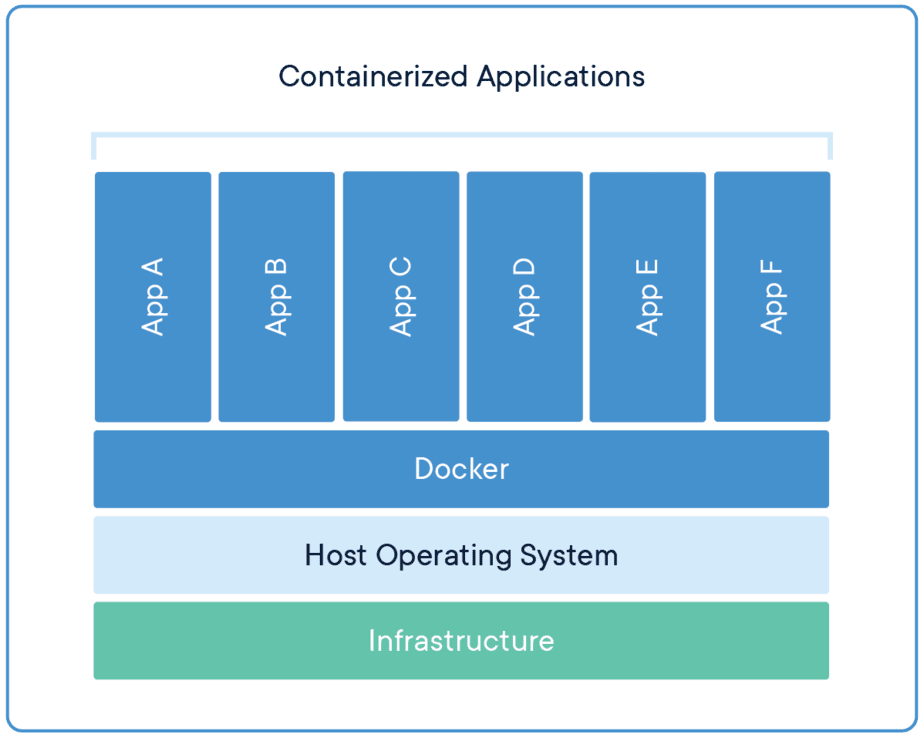 Containerized Applications
App A
App B
App C
App D
App E
App F
Docker
Host Operating System
Infrastructure